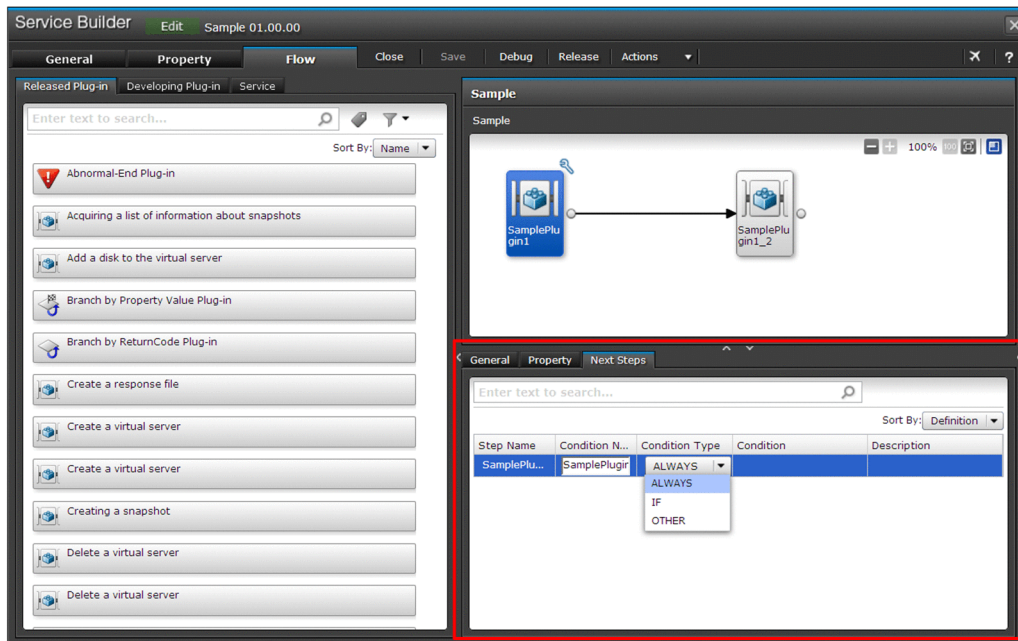 Service Builder Edit Sample 01.00.00
General Property Flow Close Save Debug Release Actions ?
Released Plug-in Developing Plug-in Service
Enter text to search...
Sort By: Name
Abnormal-End Plug-in
Acquiring a list of information about snapshots
Add a disk to the virtual server
Branch by Property Value Plug-in
Branch by ReturnCode Plug-in
Create a response file
Create a virtual server
Create a virtual server
Creating a snapshot
Delete a virtual server
Delete a virtual server
Sample
Sample
100% 100
SamplePlu
gin1
SamplePlu
gin1_2
General Property Next Steps
Enter text to search...
Sort By: Definition
Step Name Condition N... Condition Type Condition Description
SamplePlu... SamplePlugin ALWAYS
ALWAYS
IF
OTHER